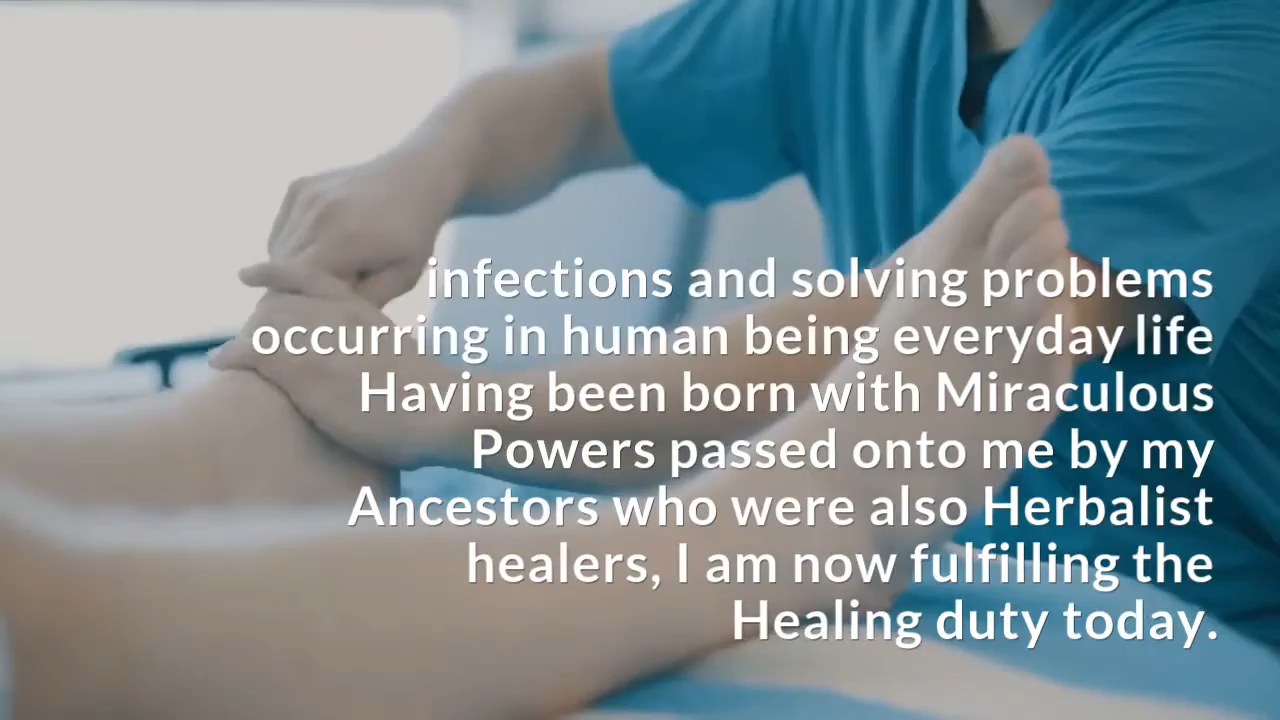 infections and solving problems
occurring in human being everyday life
Having been born with Miraculous
Powers passed onto me by my
Ancestors who were also Herbalist
healers, I am now fulfilling the
Healing duty today.